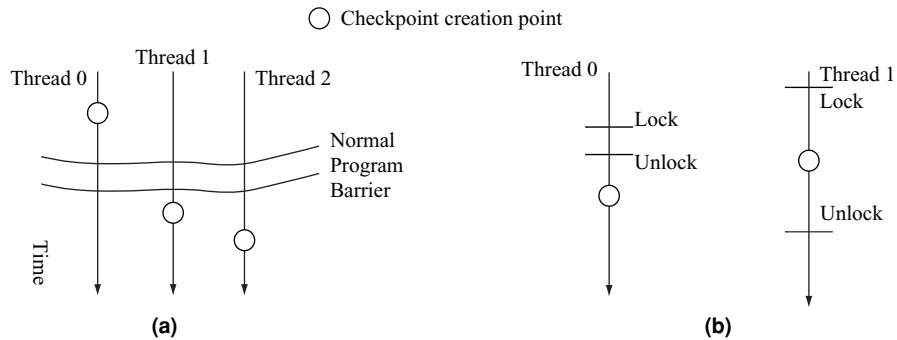 Checkpoint creation point
Thread 0
Thread 1
Thread 2
Normal
Program
Barrier
Time
(a)
Thread 0
Lock
Unlock
Thread 1
Lock
Unlock
(b)